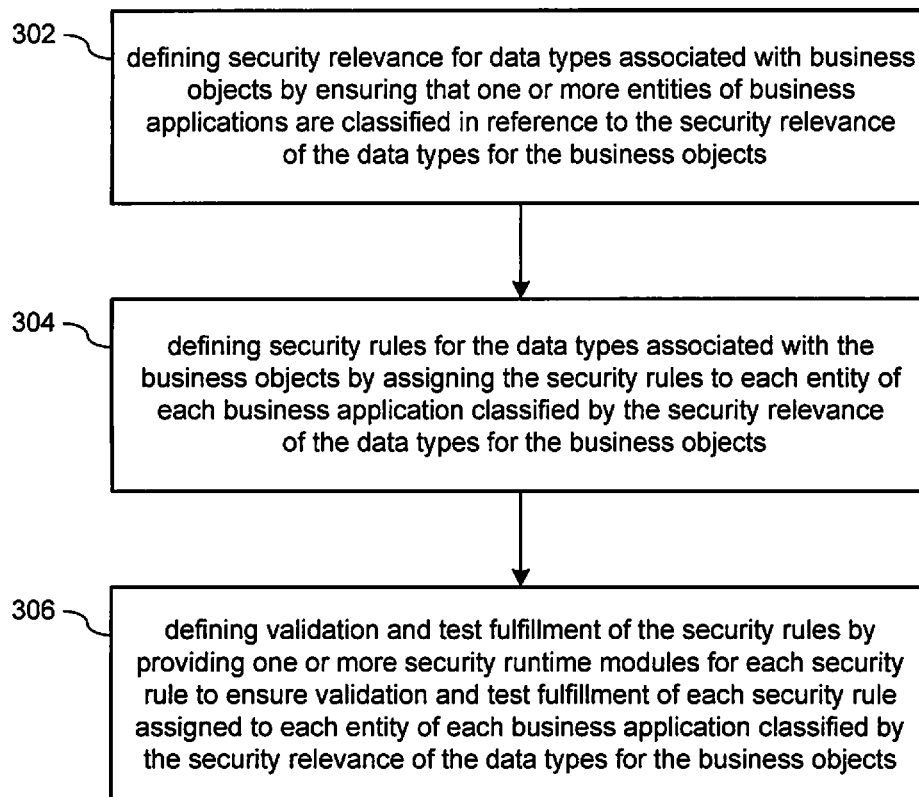 302
defining security relevance for data types associated with business
objects by ensuring that one or more entities of business
applications are classified in reference to the security relevance
of the data types for the business objects
304
defining security rules for the data types associated with the
business objects by assigning the security rules to each entity of
each business application classified by the security relevance
of the data types for the business objects
306
defining validation and test fulfillment of the security rules by
providing one or more security runtime modules for each security
rule to ensure validation and test fulfillment of each security rule
assigned to each entity of each business application classified by
the security relevance of the data types for the business objects